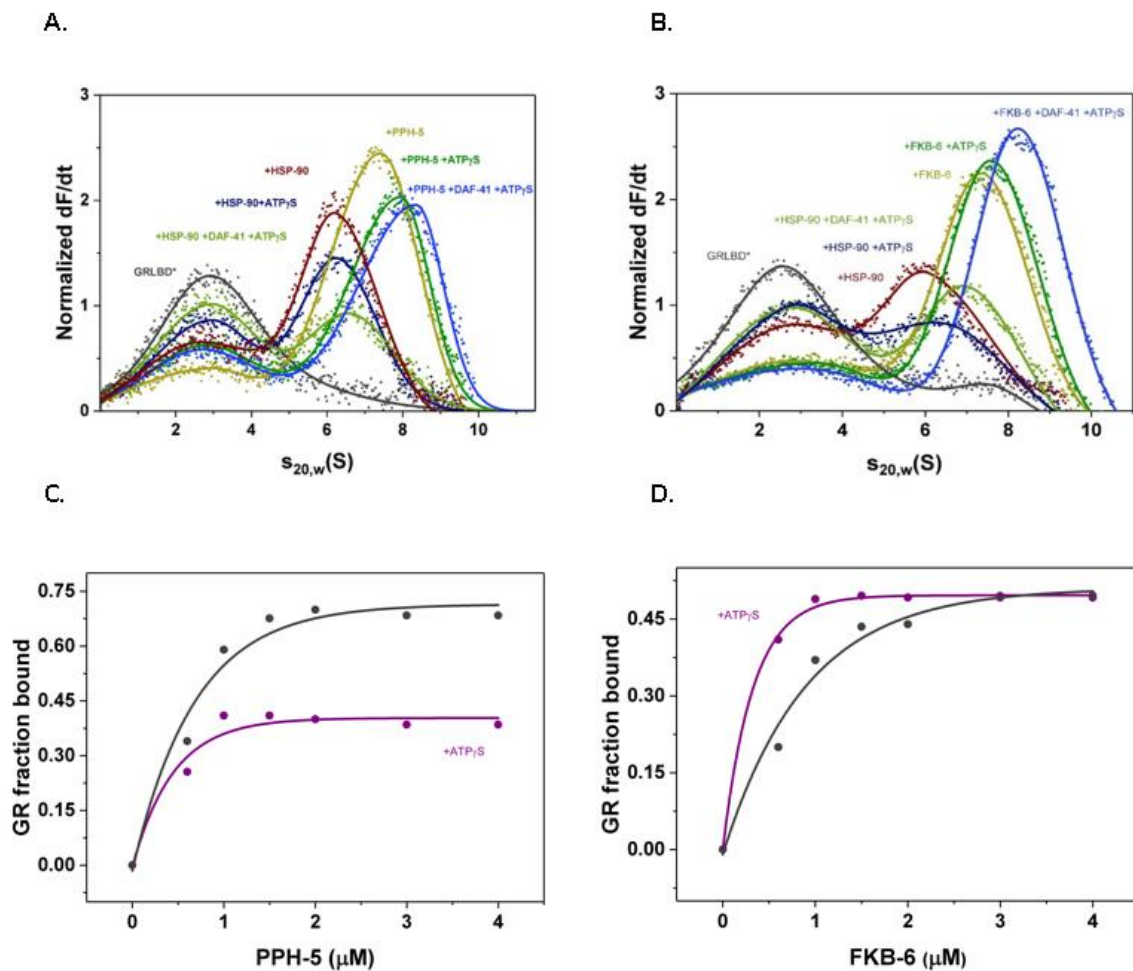 A.
B.
3
2
1
0
Normalized dF/dt
+PPH-5
+HSP-90
+PPH-5 +ATPγS
+HSP-90+ATPγS
+PPH-5 +DAF-41 +ATPγS
+HSP-90 +DAF-41 +ATPγS
GRLBD*
2
4
6
8
10
s20,w(S)
3
2
1
0
Normalized dF/dt
+FKB-6 +DAF-41 +ATPγS
+FKB-6 +ATPγS
+FKB-6
+HSP-90 +DAF-41 +ATPγS
+HSP-90 +ATPγS
GRLBD*
+HSP-90
0
2
4
6
8
10
s20,w(S)
C.
D.
0.75
0.60
0.45
0.30
0.15
0.00
GR fraction bound
+ATPγS
0
1
2
3
4
PPH-5 (μM)
0.45
0.30
0.15
0.00
GR fraction bound
+ATPγS
0
1
2
3
4
FKB-6 (μM)